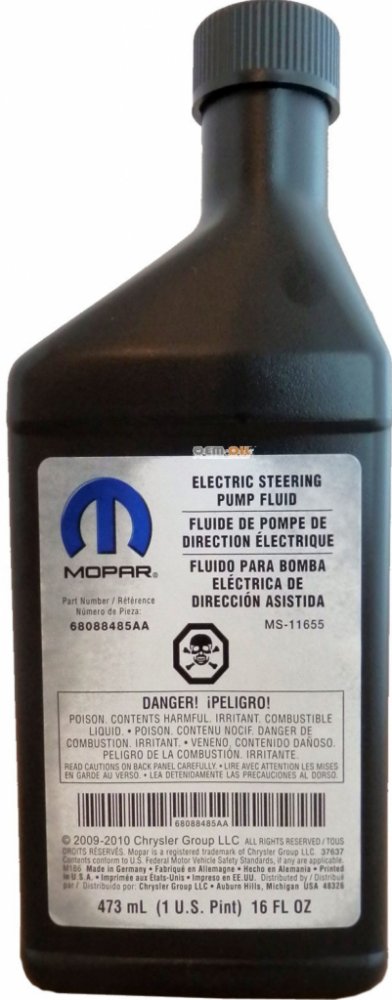 OEM-OIL
ELECTRIC STEERING
PUMP FLUID
FLUIDE DE POMPE DE
DIRECTION ÉLECTRIQUE
FLUIDO PARA BOMBA
ELÉCTRICA DE
DIRECCIÓN ASISTIDA
MS-11655
MOPAR®
Part Number / Référence
Número de Pieza:
68088485AA
DANGER! ¡PELIGRO!
POISON. CONTENTS HARMFUL. IRRITANT. COMBUSTIBLE
LIQUID. • POISON. CONTENU NOCIF. DANGER DE
COMBUSTION. IRRITANT. • VENENO. CONTENIDO DAÑOSO.
PELIGRO DE LA COMBUSTIÓN. IRRITANTE.
READ CAUTIONS ON BACK PANEL CAREFULLY • LIRE AVEC ATTENTION LES MISES
EN GARDE AU VERSO. • LEA DETENIDAMENTE LAS PRECAUCIONES AL DORSO.
68088485AA
© 2009-2010 Chrysler Group LLC ALL RIGHTS RESERVED / TOUS
DROITS RÉSERVÉS. Mopar is a registered trademark of Chrysler Group LLC. 37637
Contents conform to U.S. Federal Motor Vehicle Safety Standards, if any are applicable.
M186 Made in Germany • Fabriqué en Allemagne • Hecho en Alemania • Printed
in U.S.A. • Imprimée aux États-Unis • Impreso en EE.UU. Distributed by / Distribué
par / Distribuido por: Chrysler Group LLC • Auburn Hills, Michigan USA 48326
473 mL (1 U.S. Pint) 16 FL OZ